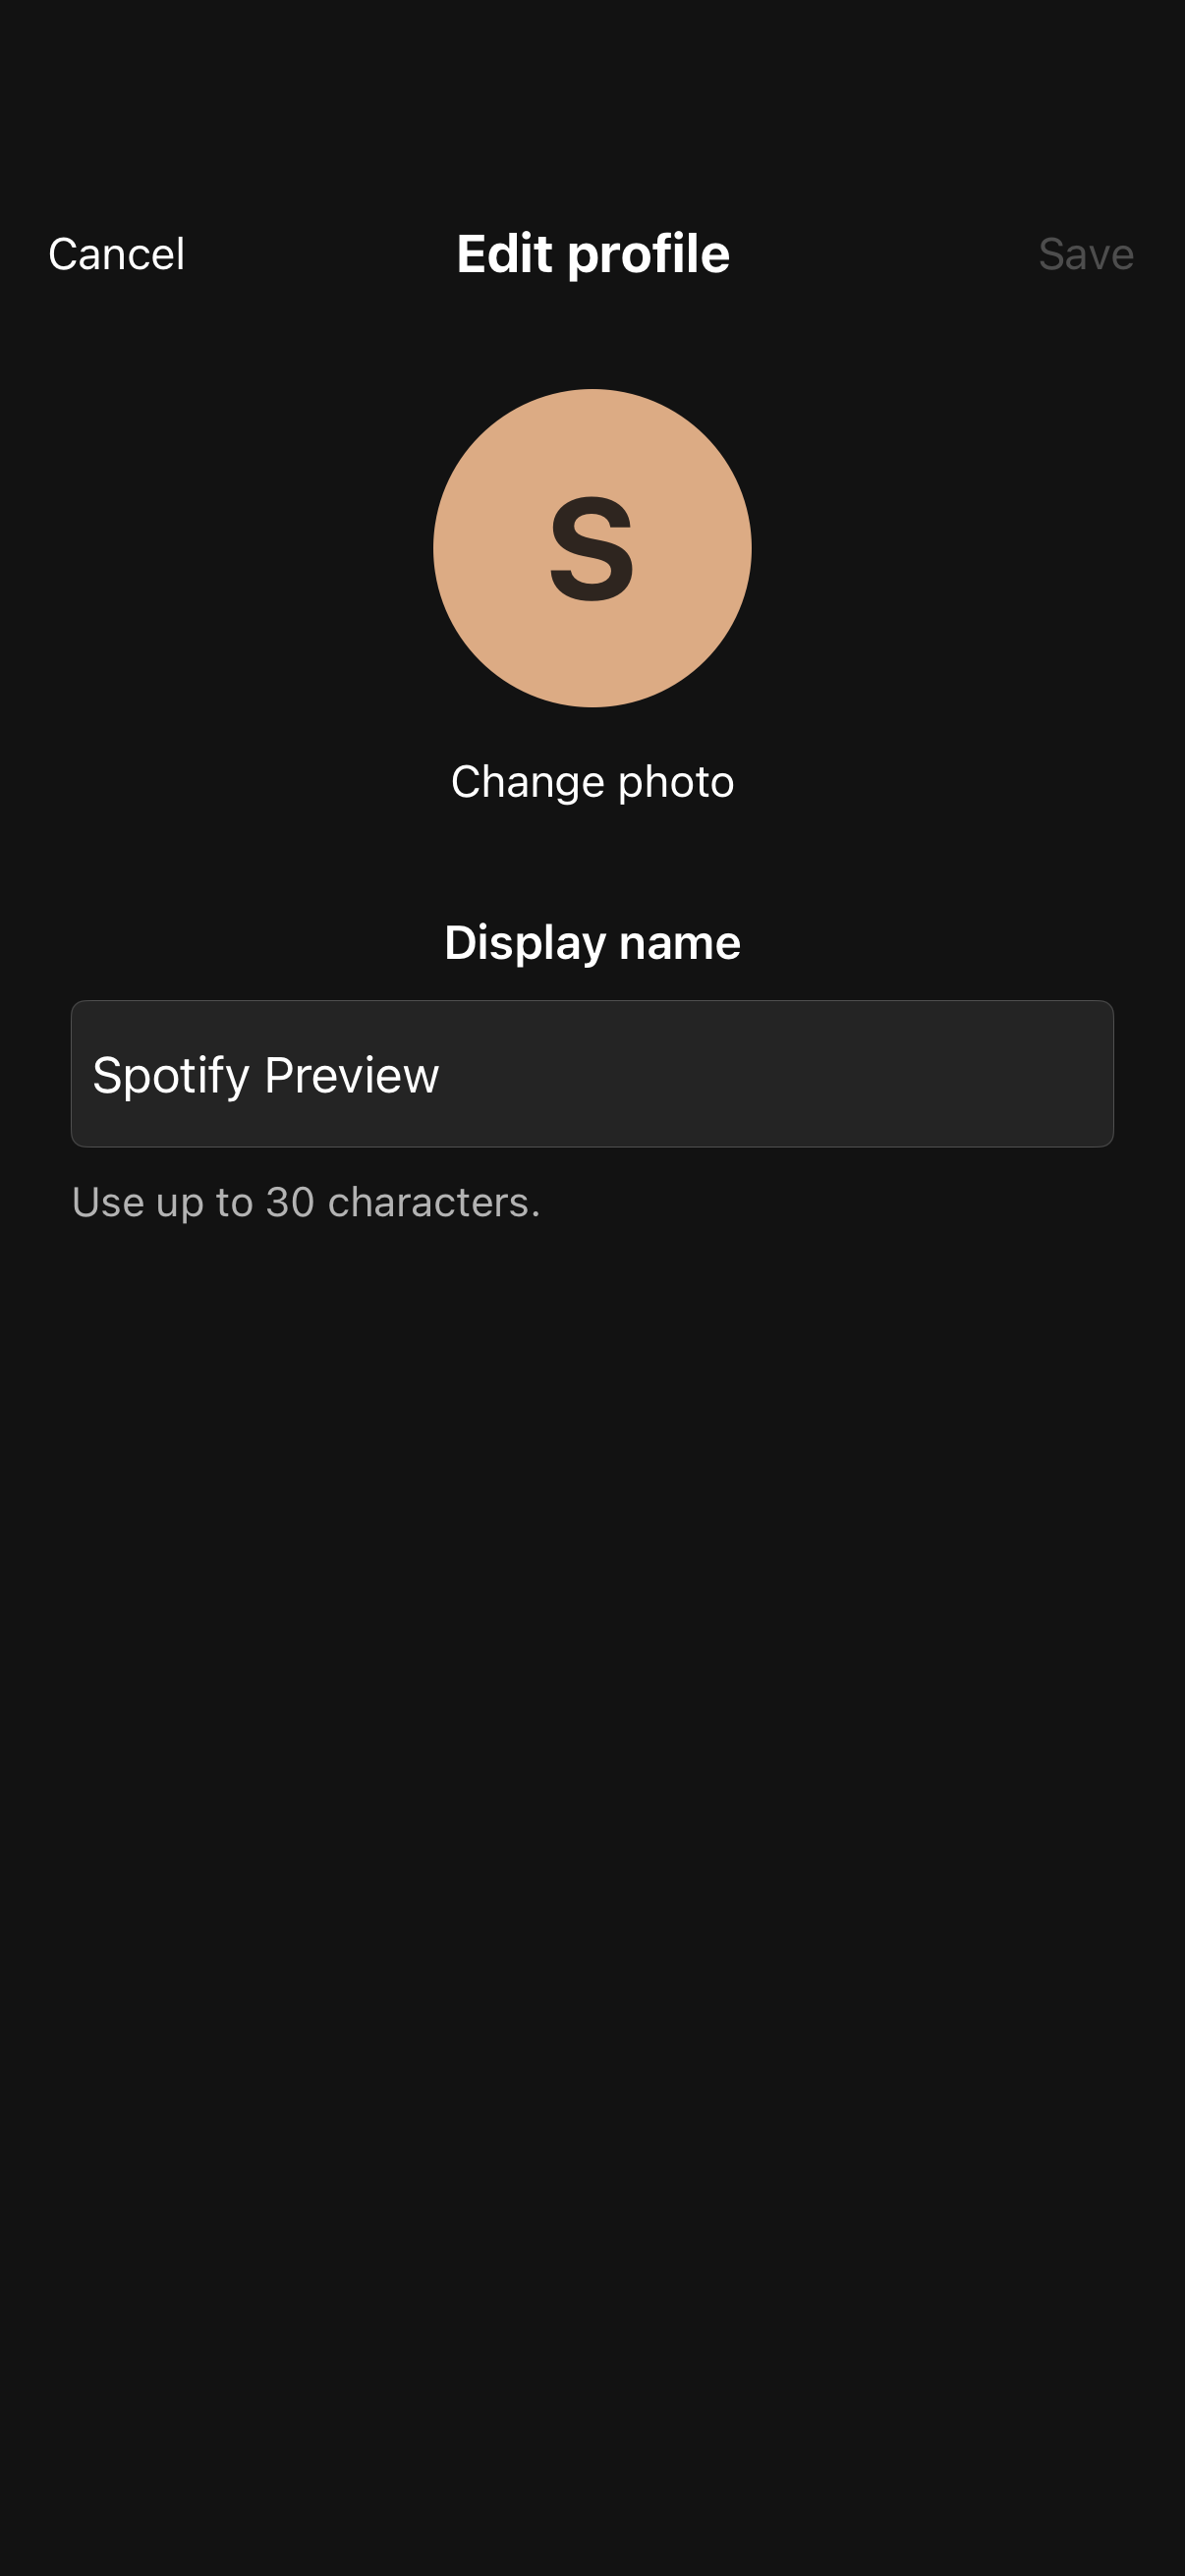 Cancel Edit profile Save
S
Change photo
Display name
Spotify Preview
Use up to 30 characters.